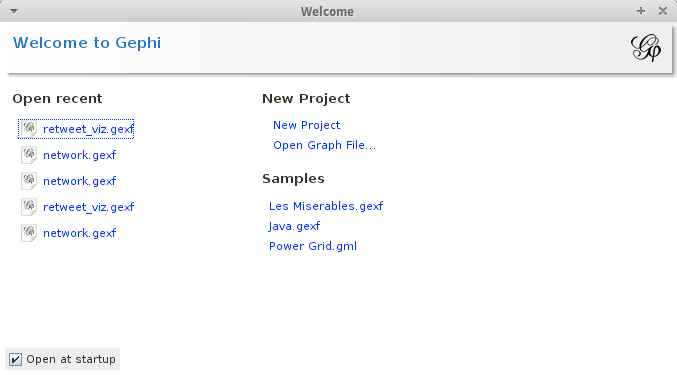 Welcome
Welcome to Gephi
Open recent
retweet_viz.gexf
network.gexf
network.gexf
retweet_viz.gexf
network.gexf
New Project
New Project
Open Graph File...
Samples
Les Miserables.gexf
Java.gexf
Power Grid.gml
Open at startup